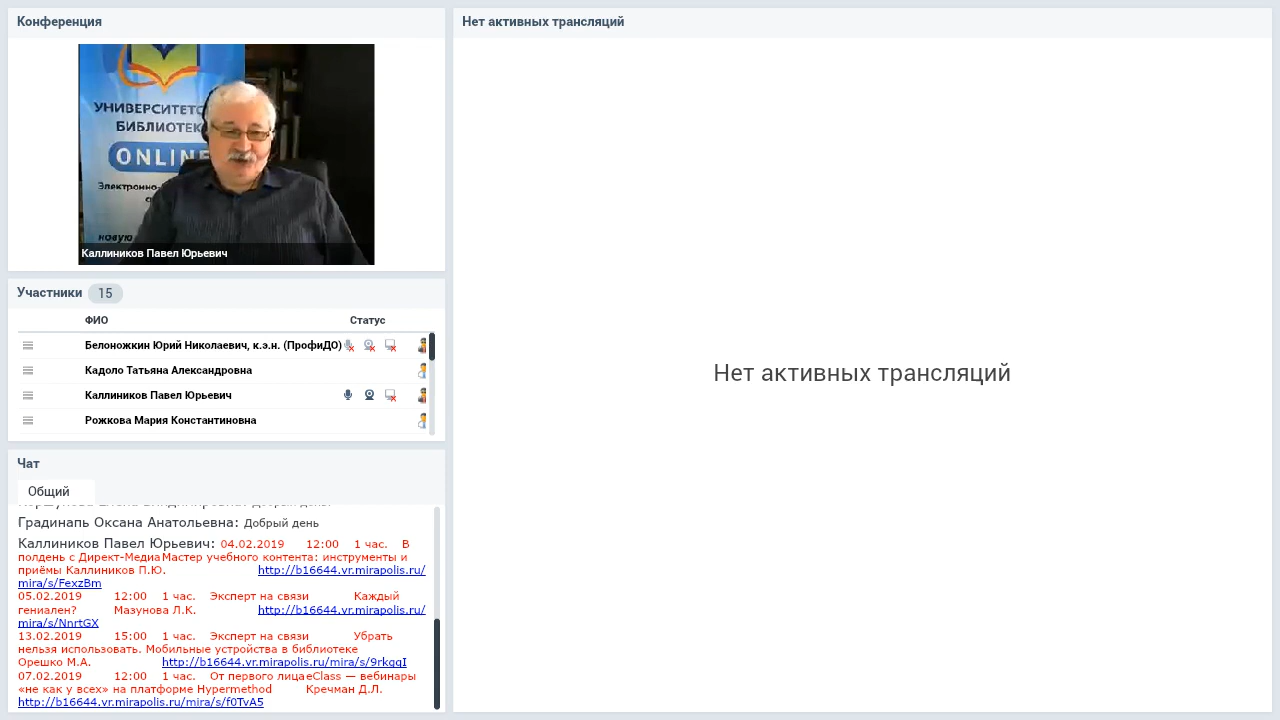 Конференция
Нет активных трансляций
УНИВЕРСИТЕТС
БИБЛИОТЕК
ONLINE
Электронно-
новую
Каллиников Павел Юрьевич
Участники 15
ФИО Статус
Белоножкин Юрий Николаевич, к.э.н. (ПрофиДО)
Кадоло Татьяна Александровна
Каллиников Павел Юрьевич
Рожкова Мария Константиновна
Нет активных трансляций
Чат
Общий
Градинапь Оксана Анатольевна: Добрый день
Каллиников Павел Юрьевич: 04.02.2019 12:00 1 час. В
полдень с Директ-Медиа Мастер учебного контента: инструменты и
приёмы Каллиников П.Ю. http://b16644.vr.mirapolis.ru/
mira/s/FexzBm
05.02.2019 12:00 1 час. Эксперт на связи Каждый
гениален? Мазунова Л.К. http://b16644.vr.mirapolis.ru/
mira/s/NnrtGX
13.02.2019 15:00 1 час. Эксперт на связи Убрать
нельзя использовать. Мобильные устройства в библиотеке
Орешко М.А. http://b16644.vr.mirapolis.ru/mira/s/9rkgqI
07.02.2019 12:00 1 час. От первого лица eClass — вебинары
«не как у всех» на платформе Hypermethod Кречман Д.Л.
http://b16644.vr.mirapolis.ru/mira/s/f0TvA5